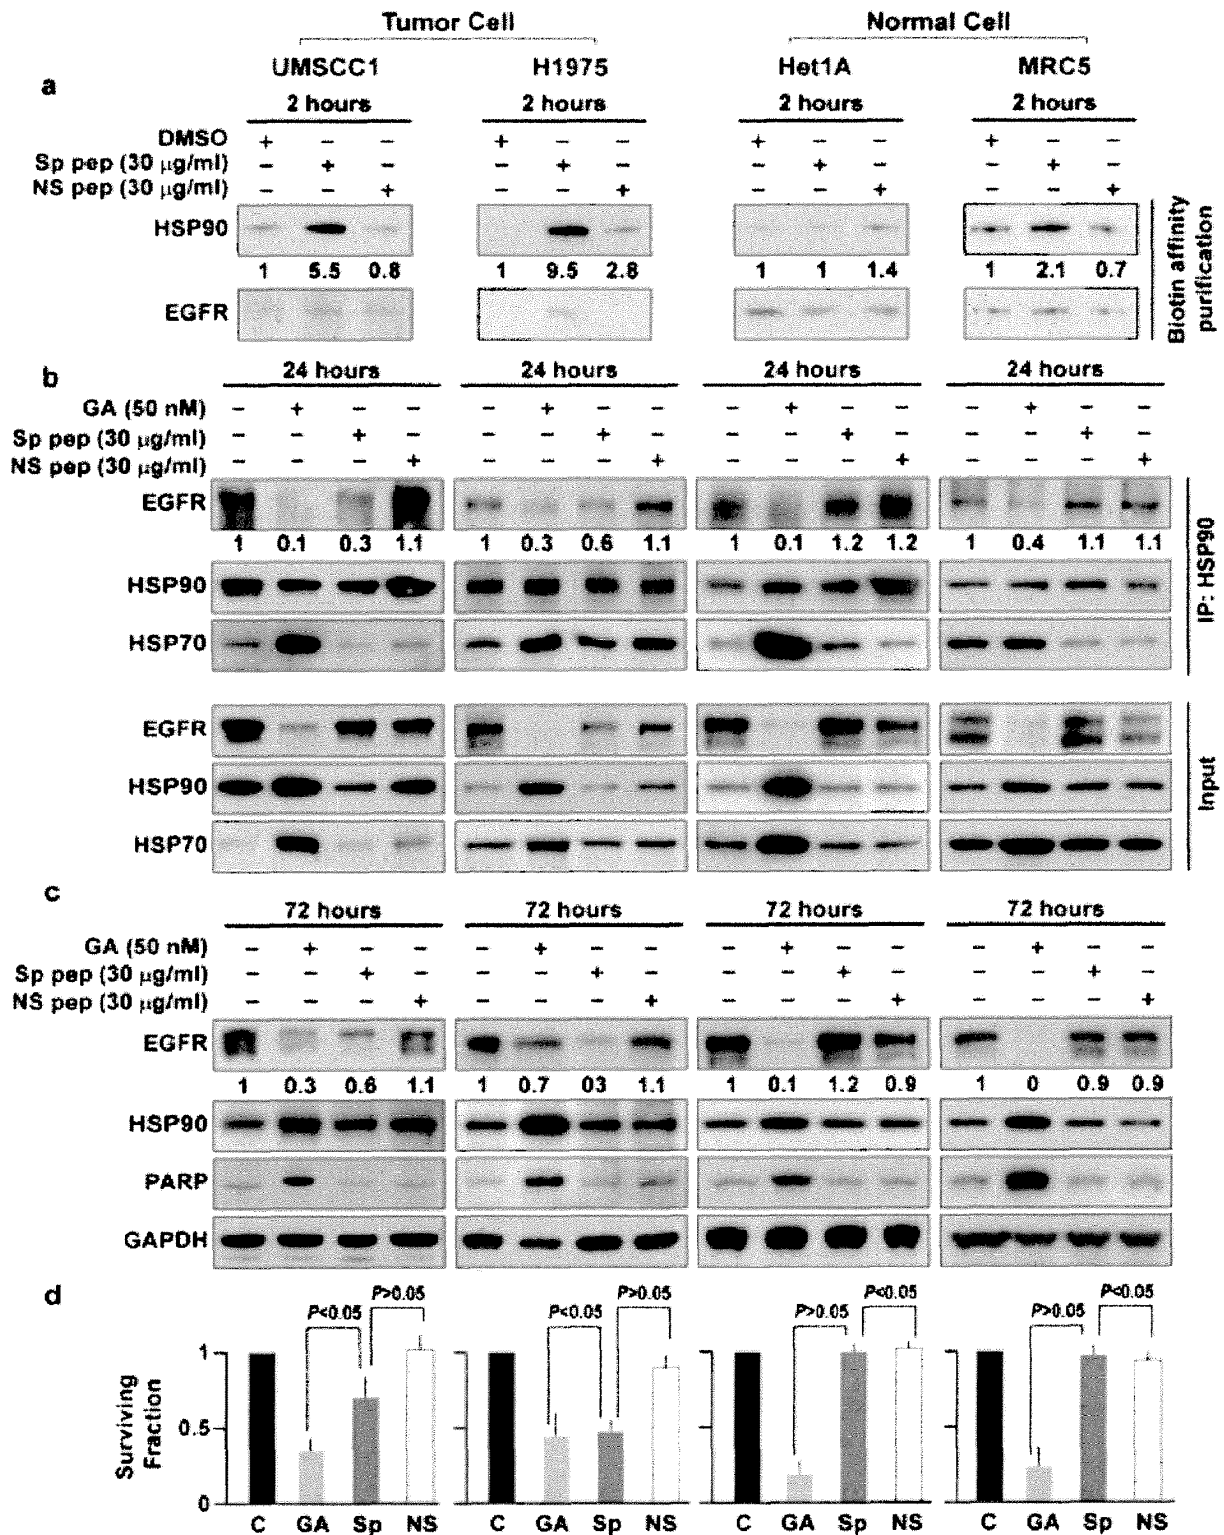 Tumor Cell Normal Cell
UMSCC1 H1975 Het1A MRC5
a
2 hours 2 hours 2 hours 2 hours
DMSO + – – + – – + – – + – –
Sp pep (30 µg/ml) – + – – + – – + – – + –
NS pep (30 µg/ml) – – + – – + – – + – – +
HSP90
1 5.5 0.8 1 9.5 2.8 1 1 1.4 1 2.1 0.7
EGFR
Biotin affinity
purification
b
24 hours 24 hours 24 hours 24 hours
GA (50 nM) – + – – – + – – – + – – – + – –
Sp pep (30 µg/ml) – – + – – – + – – – + – – – + –
NS pep (30 µg/ml) – – – + – – – + – – – + – – – +
EGFR
1 0.1 0.3 1.1 1 0.3 0.6 1.1 1 0.1 1.2 1.2 1 0.4 1.1 1.1
HSP90
HSP70
IP: HSP90
EGFR
HSP90
HSP70
Input
c
72 hours 72 hours 72 hours 72 hours
GA (50 nM) – + – – – + – – – + – – – + – –
Sp pep (30 µg/ml) – – + – – – + – – – + – – – + –
NS pep (30 µg/ml) – – – + – – – + – – – + – – – +
EGFR
1 0.3 0.6 1.1 1 0.7 03 1.1 1 0.1 1.2 0.9 1 0 0.9 0.9
HSP90
PARP
GAPDH
d
P<0.05 P>0.05 P<0.05 P>0.05 P>0.05 P<0.05 P>0.05 P<0.05
Surviving
Fraction
1
0.5
0
C GA Sp NS C GA Sp NS C GA Sp NS C GA Sp NS